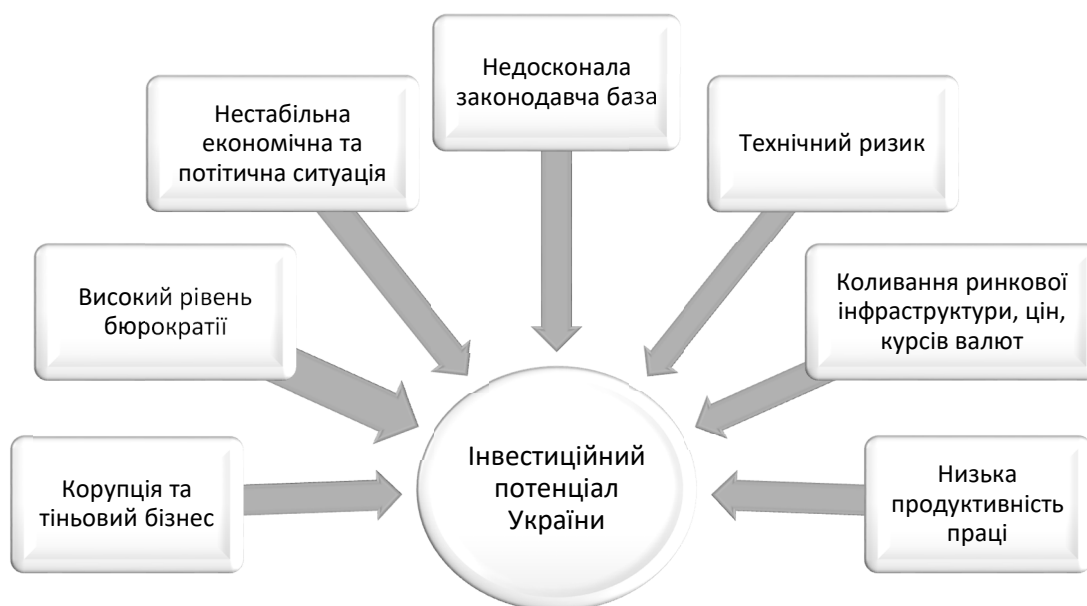 Недосконала
законодавча база
Нестабільна
економічна та
потітична ситуація
Технічний ризик
Високий рівень
бюрократії
Коливання ринкової
інфраструктури, цін,
курсів валют
Корупція та
тіньовий бізнес
Інвестиційний
потенціал
України
Низька
продуктивність
праці